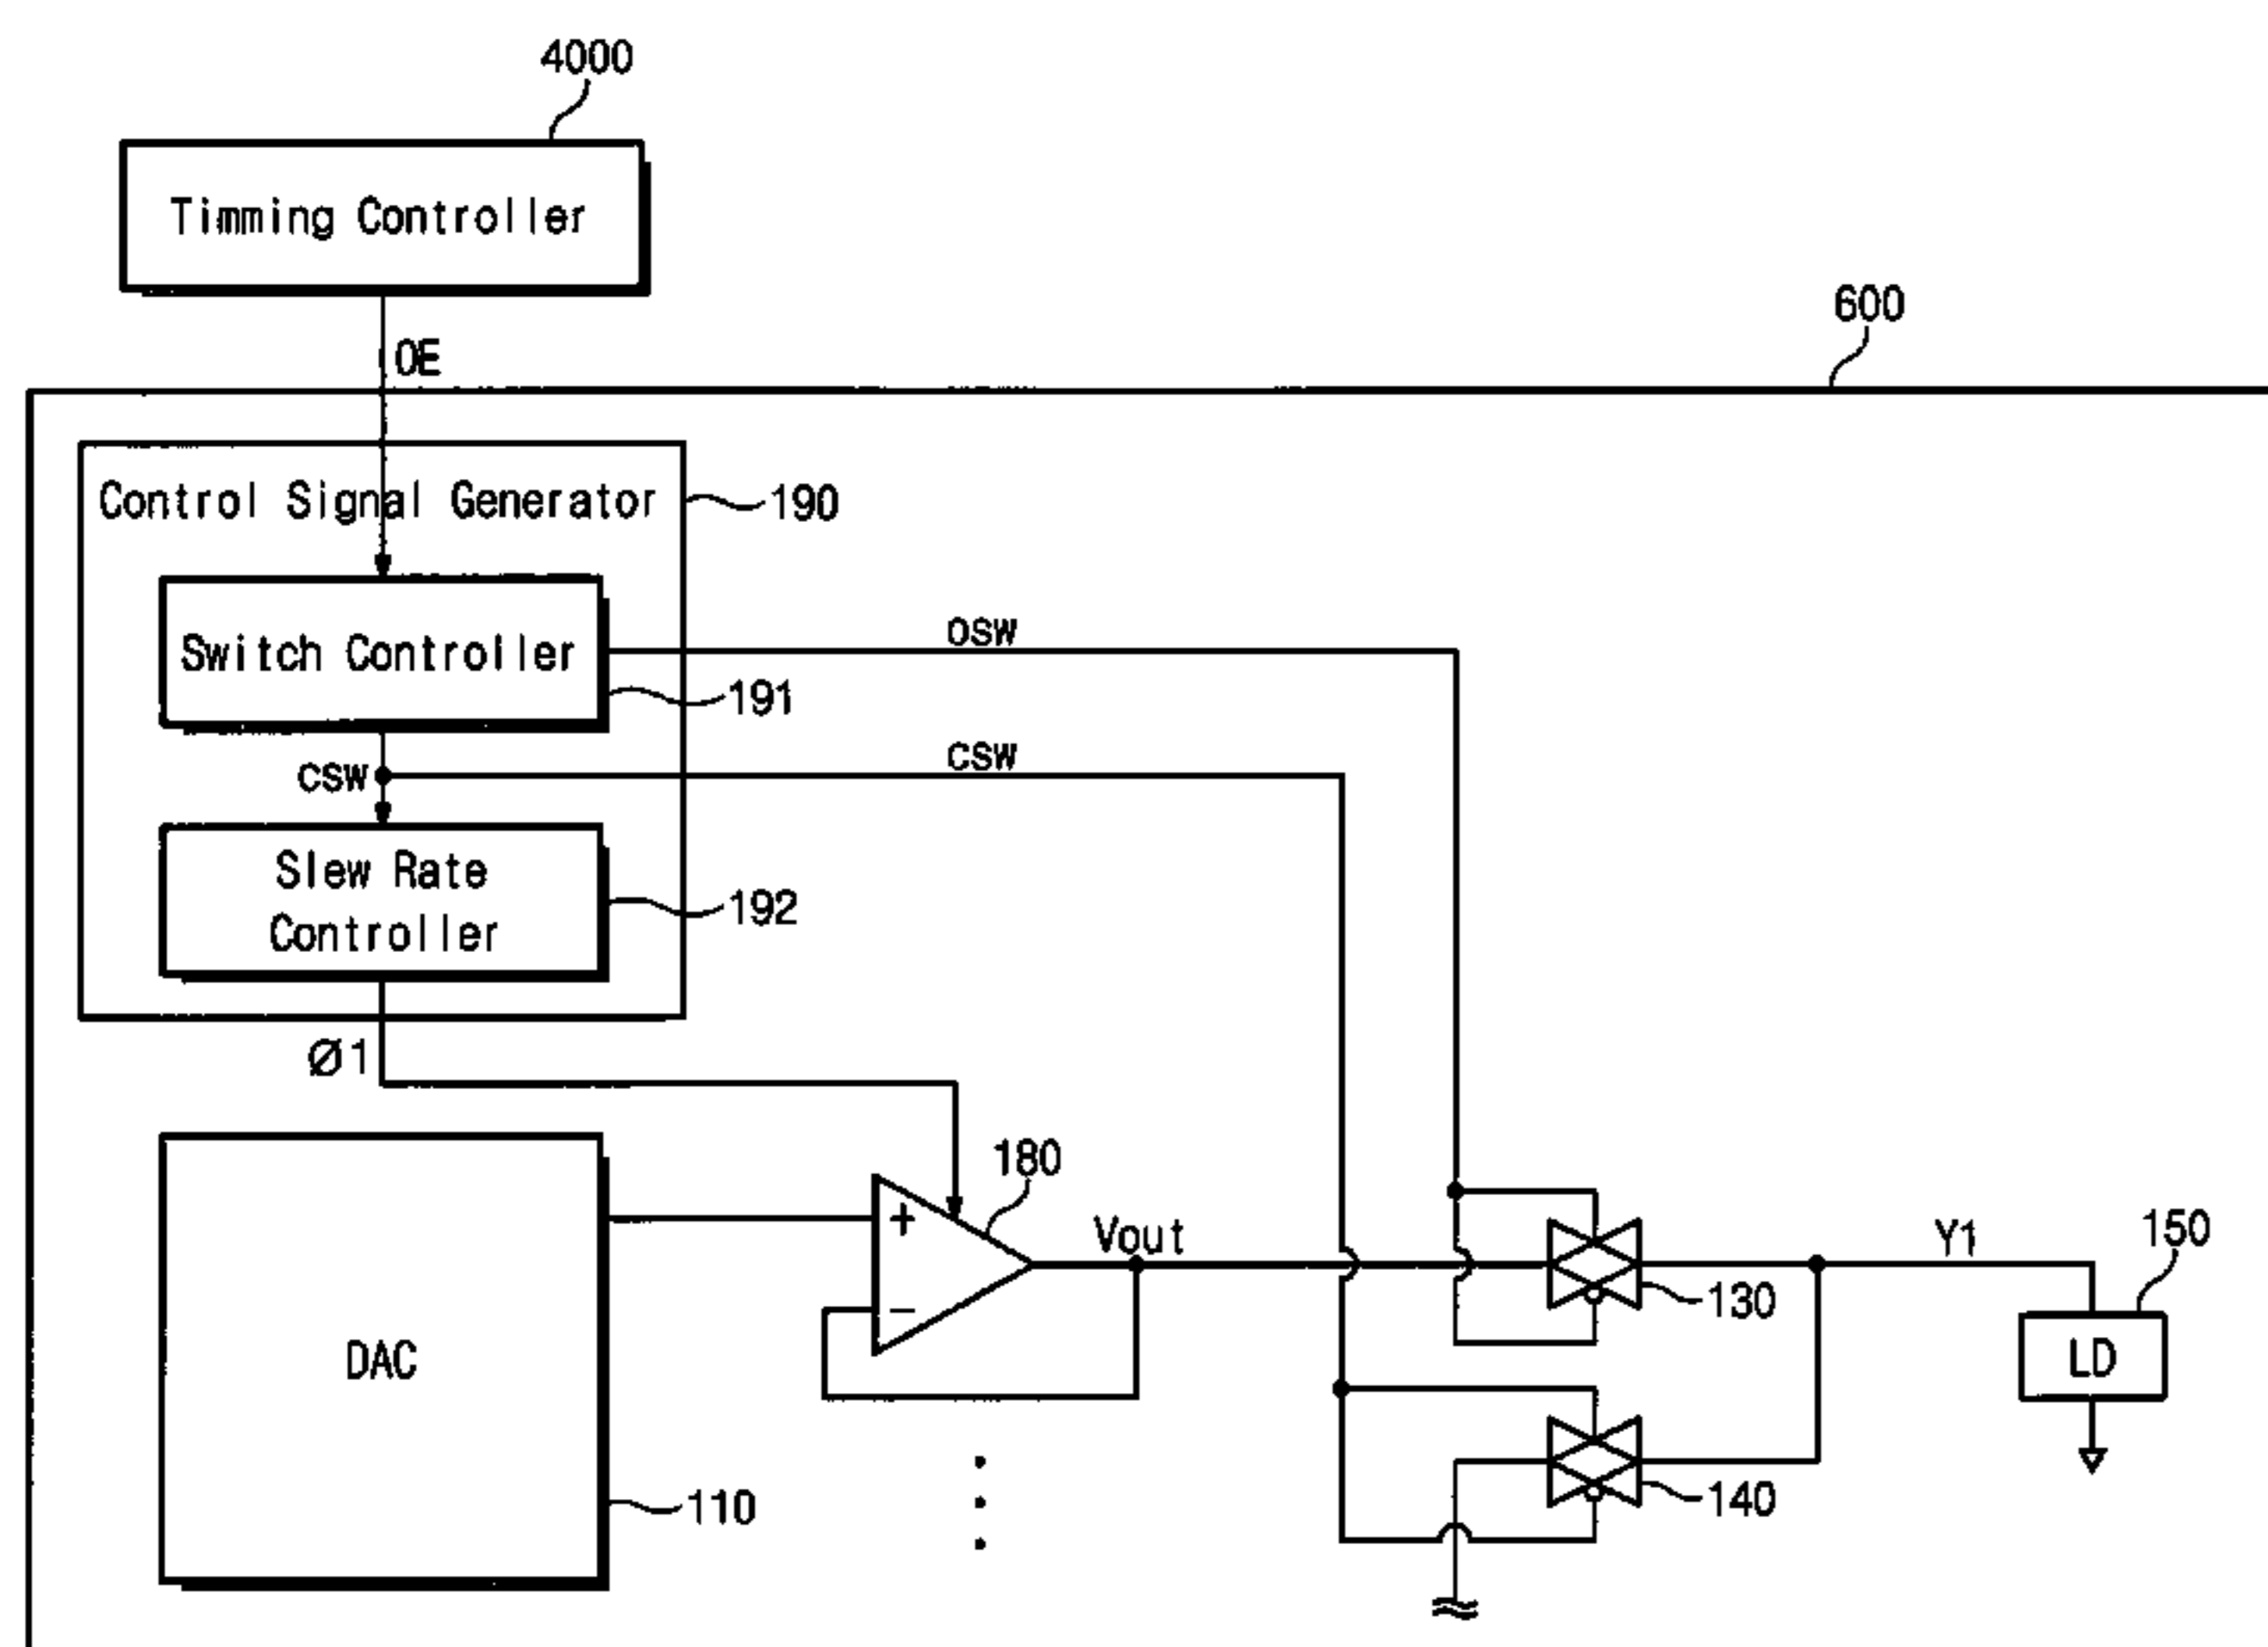 4000
Timming Controller
OE
600
Control Signal Generator
190
Switch Controller
OSW
191
CSW
CSW
Slew Rate
Controller
192
Ø1
DAC
110
180
+
−
Vout
130
Y1
150
LD
140